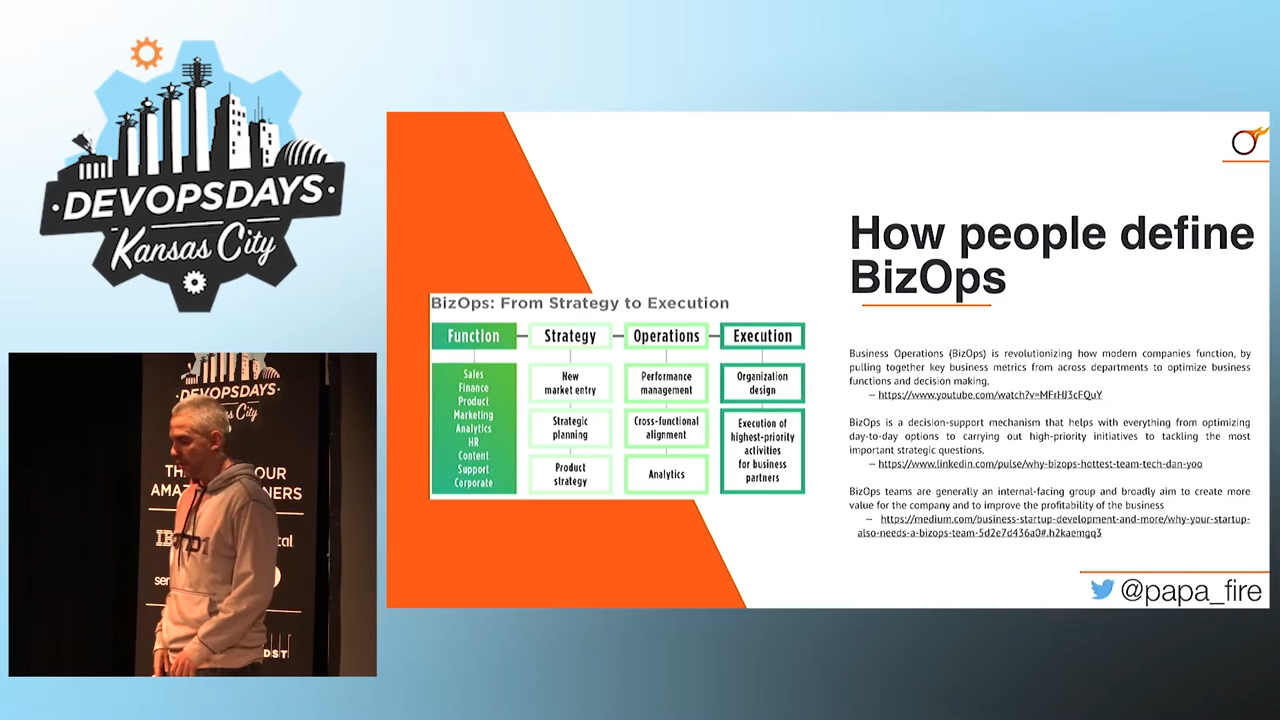 DEVOPSDAYS
Kansas City
DEVOPSDAYS
Kansas City
How people define
BizOps
BizOps: From Strategy to Execution
Function
Strategy
Operations
Execution
Sales
Finance
Product
Marketing
Analytics
HR
Content
Support
Corporate
New
market entry
Strategic
planning
Product
strategy
Performance
management
Cross-functional
alignment
Analytics
Organization
design
Execution of
highest-priority
activities
for business
partners
Business Operations (BizOps) is revolutionizing how modern companies function, by
pulling together key business metrics from across departments to optimize business
functions and decision making.
– https://www.youtube.com/watch?v=MFrHJ3cFQuY
BizOps is a decision-support mechanism that helps with everything from optimizing
day-to-day options to carrying out high-priority initiatives to tackling the most
important strategic questions.
– https://www.linkedin.com/pulse/why-bizops-hottest-team-tech-dan-yoo
BizOps teams are generally an internal-facing group and broadly aim to create more
value for the company and to improve the profitability of the business
– https://medium.com/business-startup-development-and-more/why-your-startup-
also-needs-a-bizops-team-5d2e7d436a0#.h2kaemgq3
@papa_fire